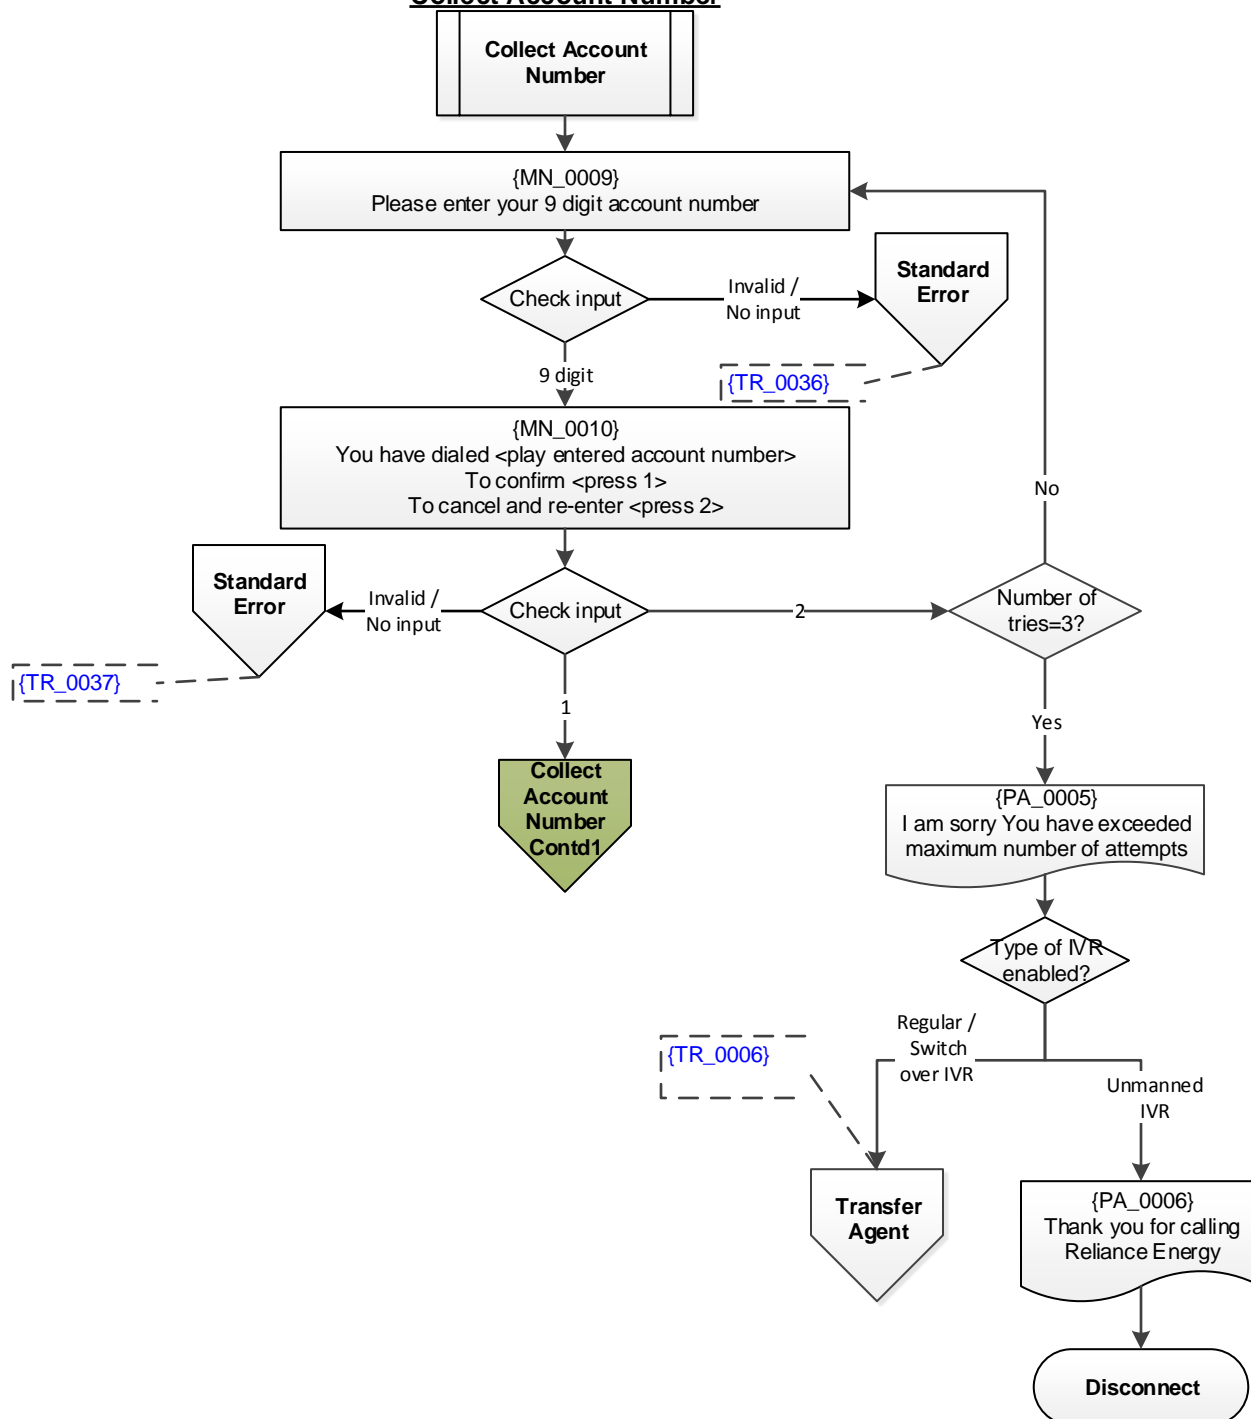 Collect Account Number
Collect Account
Number
{MN_0009}
Please enter your 9 digit account number
Check input
Invalid /
No input
Standard
Error
{TR_0036}
9 digit
{MN_0010}
You have dialed <play entered account number>
To confirm <press 1>
To cancel and re-enter <press 2>
No
Standard
Error
Invalid /
No input
Check input
2
Number of
tries=3?
{TR_0037}
1
Yes
Collect
Account
Number
Contd1
{PA_0005}
I am sorry You have exceeded
maximum number of attempts
Type of IVR
enabled?
Regular /
Switch
over IVR
{TR_0006}
Unmanned
IVR
Transfer
Agent
{PA_0006}
Thank you for calling
Reliance Energy
Disconnect